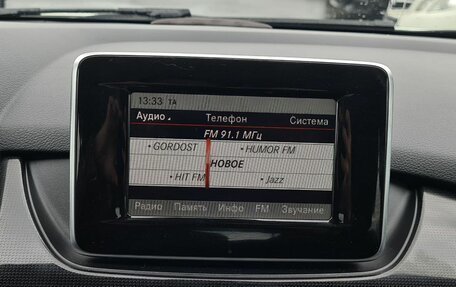 13:33 TA
Аудио Телефон Система
FM 91.1 МГц
• GORDOST • HUMOR FM
НОВОЕ
• HIT FM • Jazz
Радио Память Инфо FM Звучание